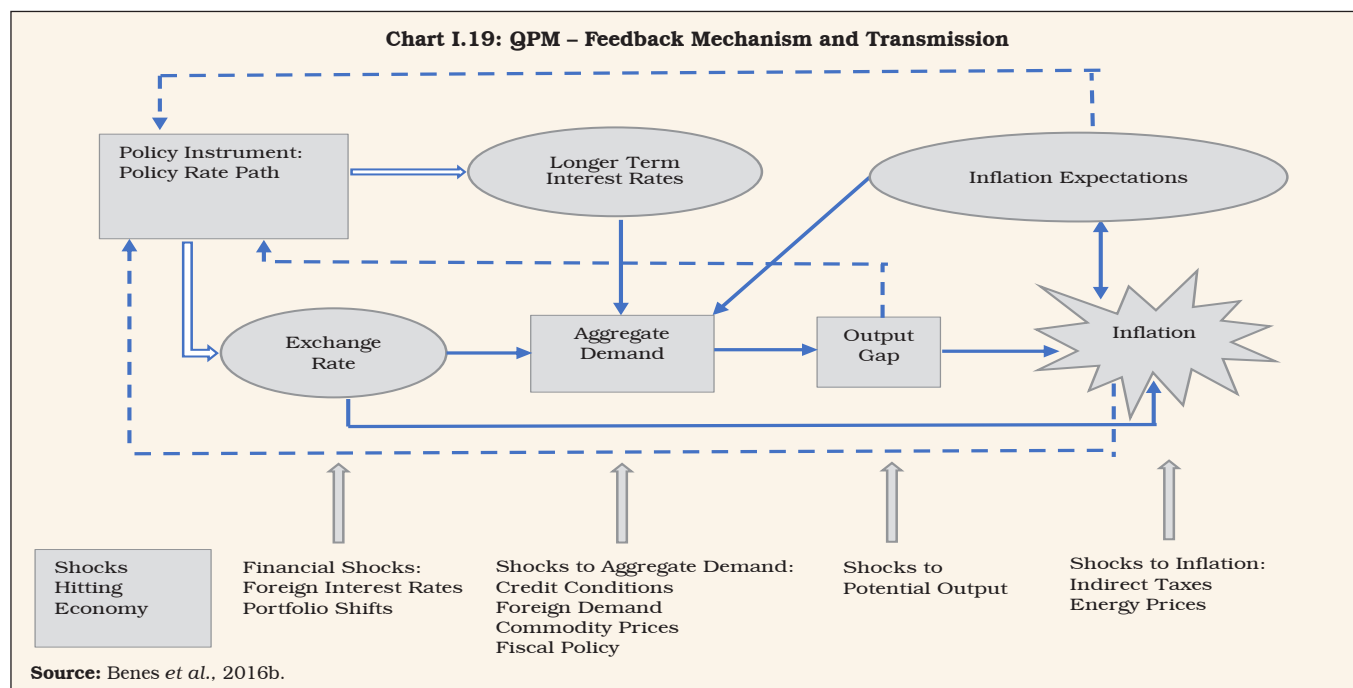 Chart I.19: QPM – Feedback Mechanism and Transmission
Policy Instrument:
Policy Rate Path
Longer Term
Interest Rates
Inflation Expectations
Exchange
Rate
Aggregate
Demand
Output
Gap
Inflation
Shocks
Hitting
Economy
Financial Shocks:
Foreign Interest Rates
Portfolio Shifts
Shocks to Aggregate Demand:
Credit Conditions
Foreign Demand
Commodity Prices
Fiscal Policy
Shocks to
Potential Output
Shocks to Inflation:
Indirect Taxes
Energy Prices
Source: Benes et al., 2016b.